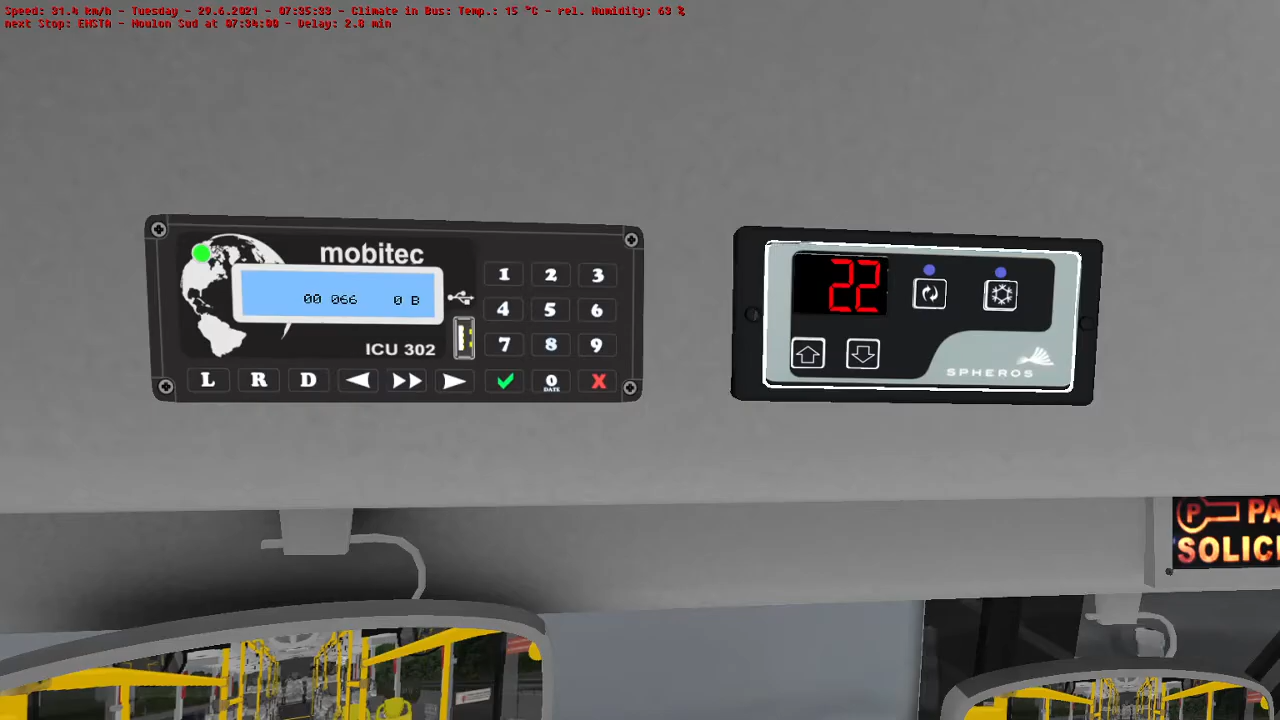 Speed: 31.4 km/h - Tuesday - 29.6.2021 - 07:35:33 - Climate in Bus: Temp.: 15 °C - rel. Humidity: 63 %
next Stop: ENSTA - Moulon Sud at 07:34:00 - Delay: 2.8 min
mobitec
00 066 0 B
ICU 302
1 2 3
4 5 6
7 8 9
L R D 0
DATE X
22
SPHEROS
P PA
SOLIC